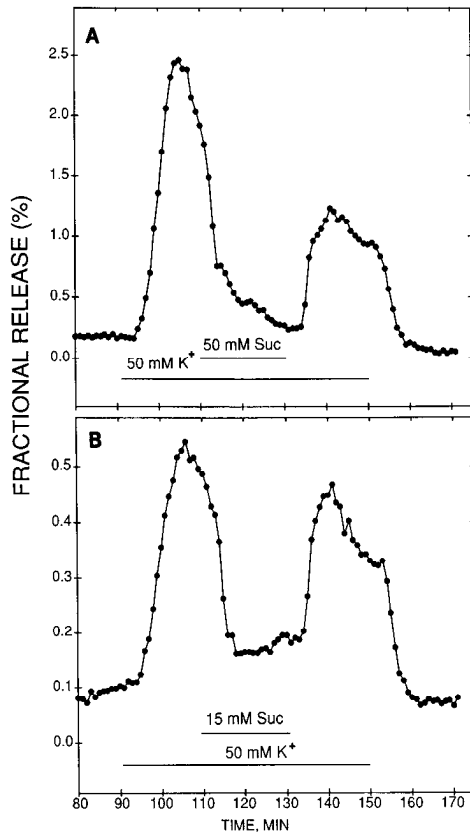 A
2.5
2.0
1.5
1.0
0.5
0.0
50 mM Suc
50 mM K+
FRACTIONAL RELEASE (%)
B
0.5
0.4
0.3
0.2
0.1
0.0
15 mM Suc
50 mM K+
80 90 100 110 120 130 140 150 160 170
TIME, MIN